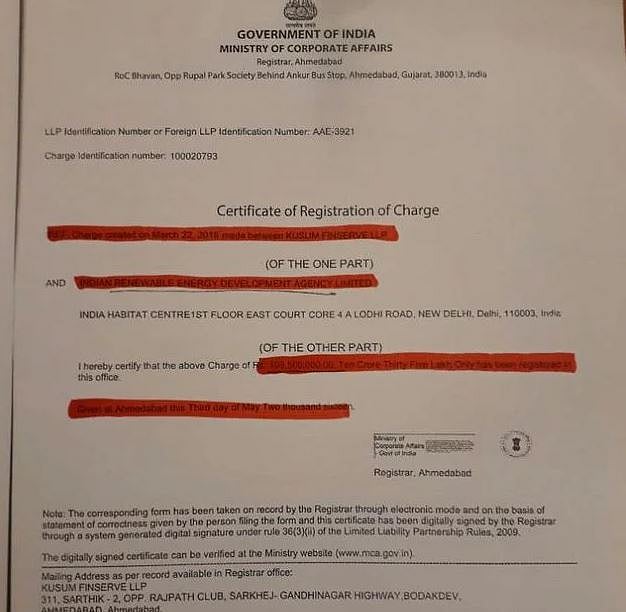 सत्यमेव जयते
GOVERNMENT OF INDIA
MINISTRY OF CORPORATE AFFAIRS
Registrar, Ahmedabad
RoC Bhavan, Opp Rupal Park Society Behind Ankur Bus Stop, Ahmedabad, Gujarat, 380013, India
LLP Identification Number or Foreign LLP Identification Number: AAE-3921
Charge Identification number: 100020793
Certificate of Registration of Charge
Charge created on March 22, 2016 made between KUSUM FINSERVE LLP
(OF THE ONE PART)
AND INDIAN RENEWABLE ENERGY DEVELOPMENT AGENCY LIMITED
INDIA HABITAT CENTRE1ST FLOOR EAST COURT CORE 4 A LODHI ROAD, NEW DELHI, Delhi, 110003, India
(OF THE OTHER PART)
I hereby certify that the above Charge of Rs. 103,500,000.00, Ten Crore Thirty Five Lakh Only has been registered in
this office.
Given at Ahmedabad this Third day of May Two thousand sixteen.
Ministry of
Corporate Affairs
- Govt of India
Registrar, Ahmedabad
Note: The corresponding form has been taken on record by the Registrar through electronic mode and on the basis of
statement of correctness given by the person filing the form and this certificate has been digitally signed by the Registrar
through a system generated digital signature under rule 36(3)(ii) of the Limited Liability Partnership Rules, 2009.
The digitally signed certificate can be verified at the Ministry website (www.mca.gov.in).
Mailing Address as per record available in Registrar office:
KUSUM FINSERVE LLP
311, SARTHIK - 2, OPP. RAJPATH CLUB, SARKHEJ- GANDHINAGAR HIGHWAY,BODAKDEV,
AHMEDABAD, Ahmedabad,